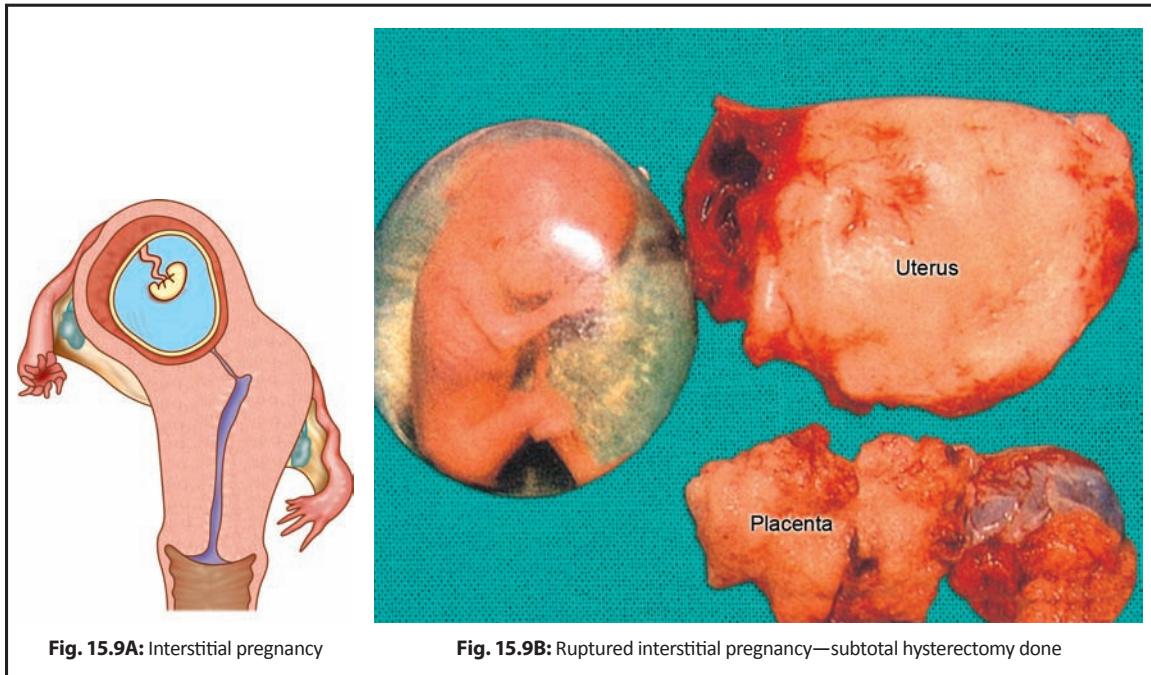 Uterus
Placenta
Fig. 15.9A: Interstitial pregnancy
Fig. 15.9B: Ruptured interstitial pregnancy—subtotal hysterectomy done